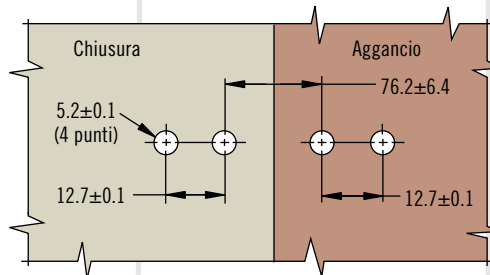 Chiusura
Aggancio
76.2±6.4
5.2±0.1
(4 punti)
12.7±0.1
12.7±0.1